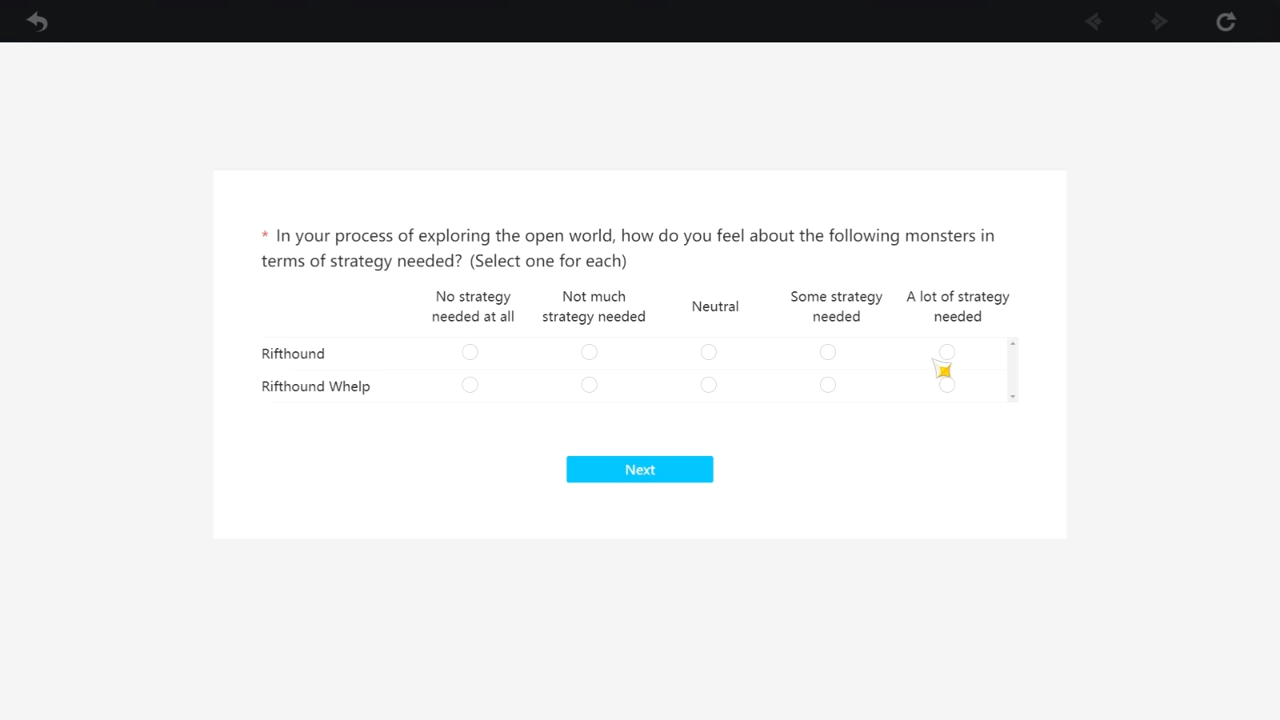 * In your process of exploring the open world, how do you feel about the following monsters in
terms of strategy needed? (Select one for each)
No strategy needed at all
Not much strategy needed
Neutral
Some strategy needed
A lot of strategy needed
Rifthound
Rifthound Whelp
Next